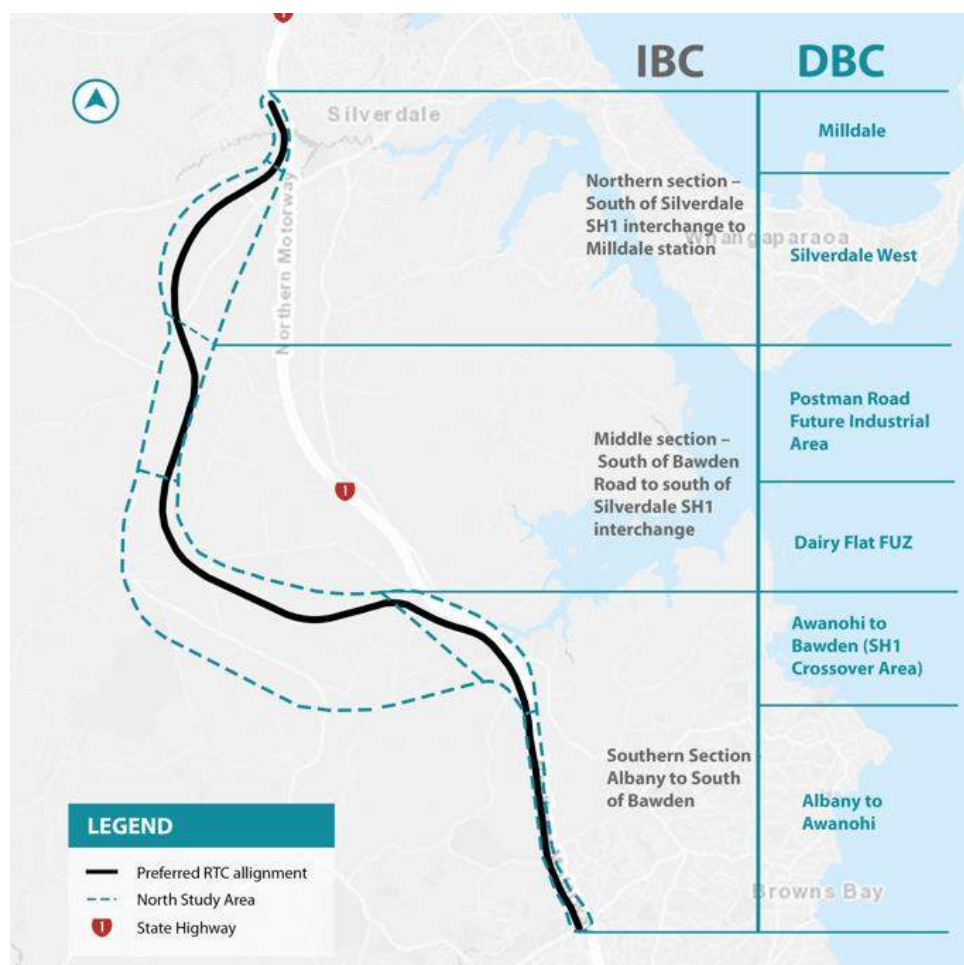 IBC
DBC
1
Silverdale
Milldale
Northern section –
South of Silverdale
SH1 interchange to
Milldale station
Whangaparaoa
Silverdale West
Northern Motorway
Postman Road
Future Industrial
Area
Middle section –
South of Bawden
Road to south of
Silverdale SH1
interchange
1
Dairy Flat FUZ
Awanohi to
Bawden (SH1
Crossover Area)
Southern Section
Albany to South
of Bawden
Albany to
Awanohi
Browns Bay
LEGEND
Preferred RTC allignment
North Study Area
1
State Highway